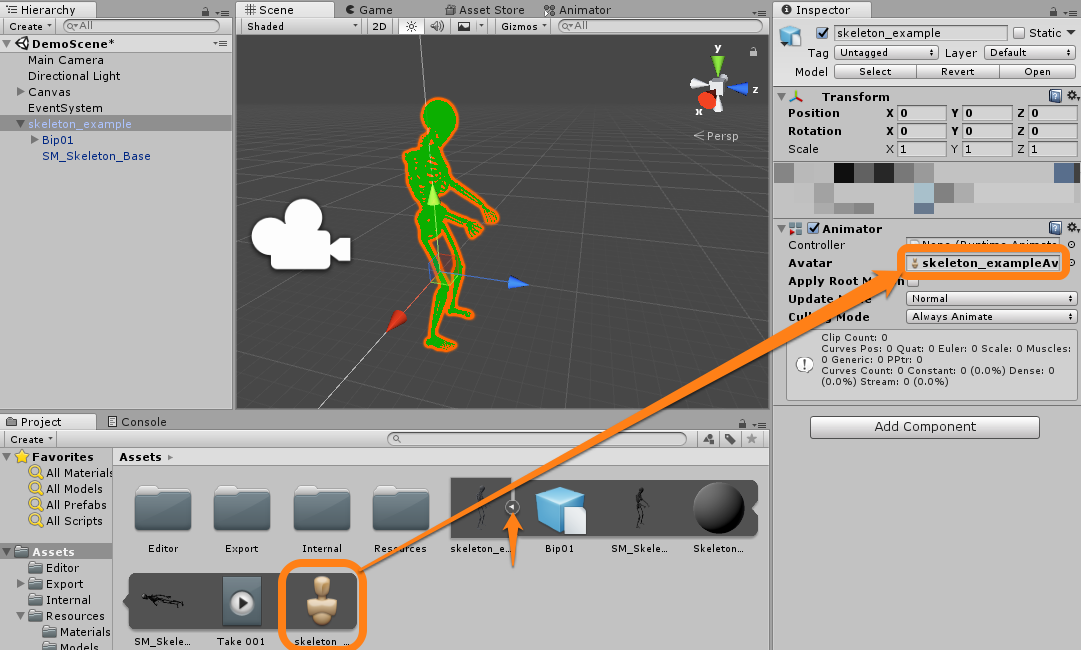 Hierarchy
Create
All
DemoScene*
Main Camera
Directional Light
Canvas
EventSystem
skeleton_example
Bip01
SM_Skeleton_Base
Scene
Game
Asset Store
Animator
Shaded
2D
Gizmos
All
y
z
x
Persp
Inspector
skeleton_example
Static
Tag
Untagged
Layer
Default
Model
Select
Revert
Open
Transform
Position
X 0
Y 0
Z 0
Rotation
X 0
Y 0
Z 0
Scale
X 1
Y 1
Z 1
Animator
Controller
Avatar
skeleton_exampleAv
Apply Root
Update
Normal
Mode
Always Animate
Clip Count: 0
Curves Pos: 0 Quat: 0 Euler: 0 Scale: 0 Muscles:
0 Generic: 0 PPtr: 0
Curves Count: 0 Constant: 0 (0.0%) Dense: 0
(0.0%) Stream: 0 (0.0%)
Add Component
Project
Console
Create
Favorites
All Materials
All Models
All Prefabs
All Scripts
Assets
Editor
Export
Internal
Resources
Materials
Models
Assets
Editor
Export
Internal
Resources
skeleton_e...
Bip01
SM_Skele...
Skeleton...
SM_Skele...
Take 001
skeleton_...